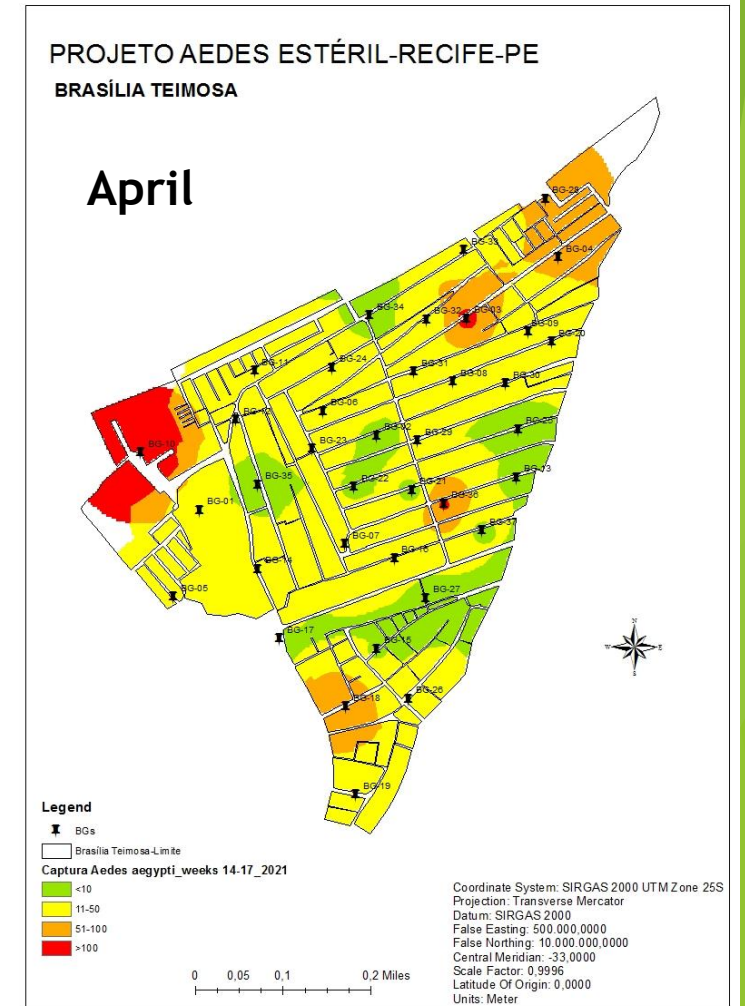 PROJETO AEDES ESTÉRIL-RECIFE-PE
BRASÍLIA TEIMOSA
April
BG-28
BG-33
BG-04
BG-34
BG-32
BG-03
BG-09
BG-20
BG-24
BG-11
BG-31
BG-08
BG-30
BG-06
BG-12
BG-02
BG-25
BG-23
BG-29
BG-10
BG-35
BG-22
BG-21
BG-13
BG-36
BG-01
BG-37
BG-07
BG-16
BG-14
BG-05
BG-27
BG-17
BG-15
BG-18
BG-26
BG-19
N
W
E
S
Legend
BGs
Brasília Teimosa-Limite
Captura Aedes aegypti_weeks 14-17_2021
<10
11-50
51-100
>100
0 0,05 0,1 0,2 Miles
Coordinate System: SIRGAS 2000 UTM Zone 25S
Projection: Transverse Mercator
Datum: SIRGAS 2000
False Easting: 500.000,0000
False Northing: 10.000.000,0000
Central Meridian: -33,0000
Scale Factor: 0,9996
Latitude Of Origin: 0,0000
Units: Meter